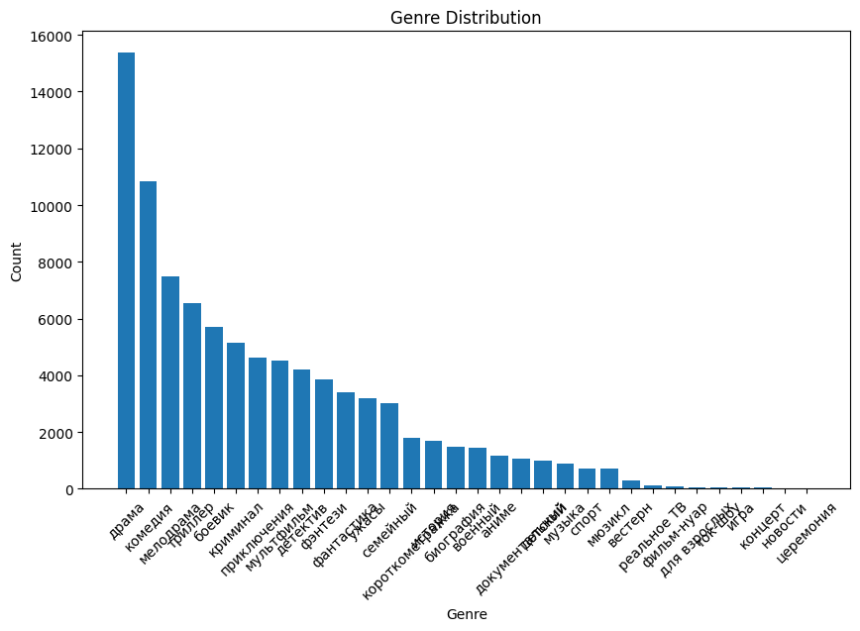 Genre Distribution
Count
16000
14000
12000
10000
8000
6000
4000
2000
0
драма
комедия
мелодрама
триллер
боевик
криминал
приключения
мультфильм
детектив
фэнтези
фантастика
ужасы
семейный
короткометражка
история
биография
военный
аниме
документальный
детский
музыка
спорт
мюзикл
вестерн
реальное ТВ
фильм-нуар
для взрослых
ток-шоу
игра
концерт
новости
церемония
Genre